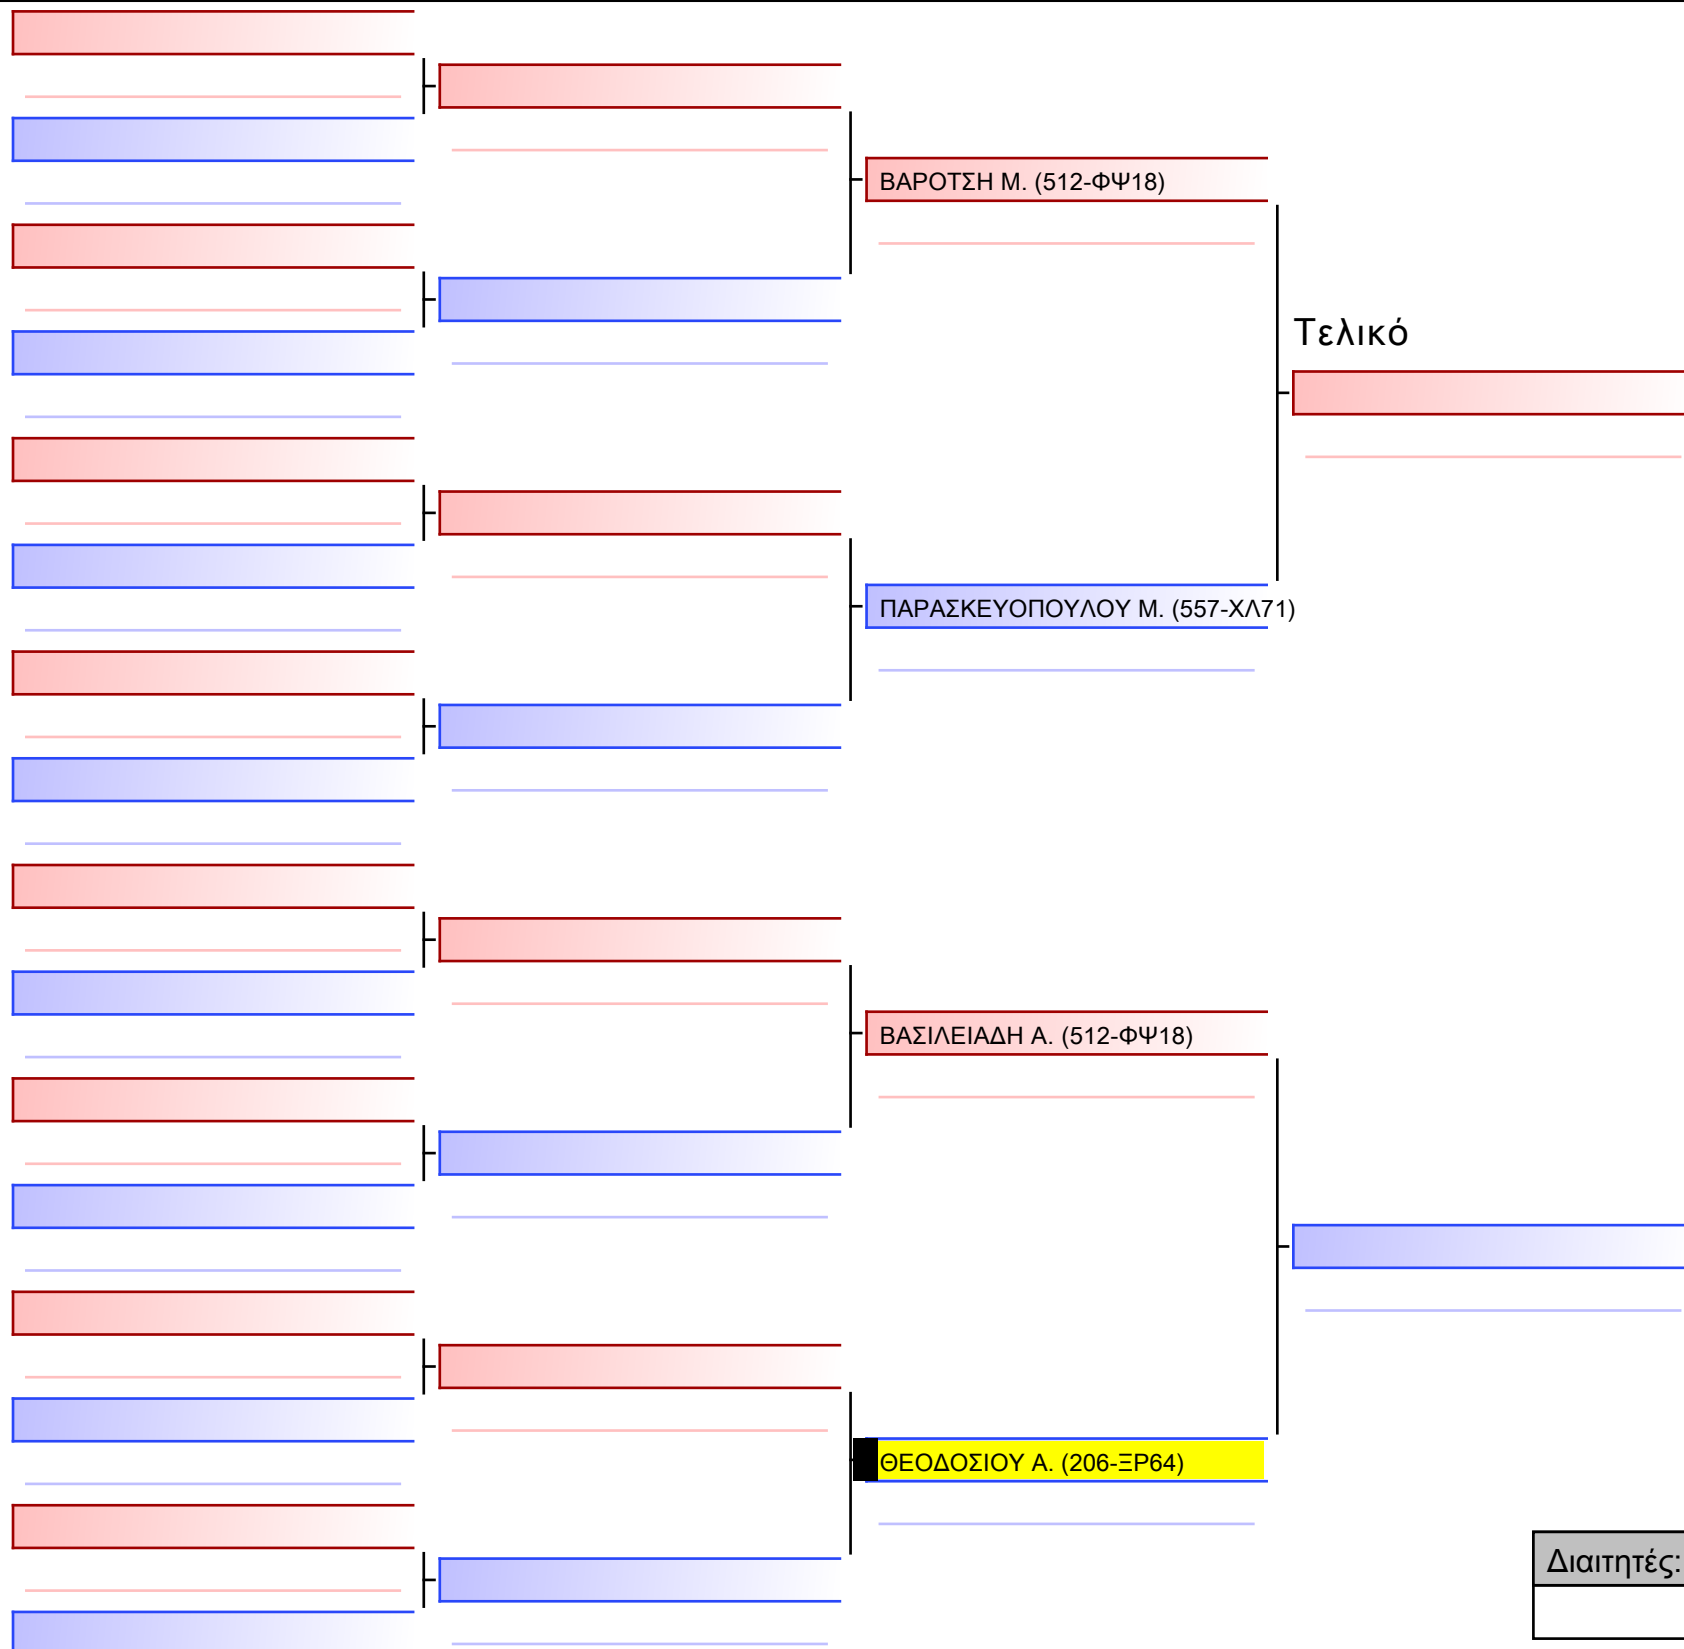 ΒΑΡΟΤΣΗ Μ. (512-ΦΨ18)
Τελικό
ΠΑΡΑΣΚΕΥΟΠΟΥΛΟΥ Μ. (557-ΧΛ71)
ΒΑΣΙΛΕΙΑΔΗ Α. (512-ΦΨ18)
ΘΕΟΔΟΣΙΟΥ Α. (206-ΞΡ64)
Διαιτητές: